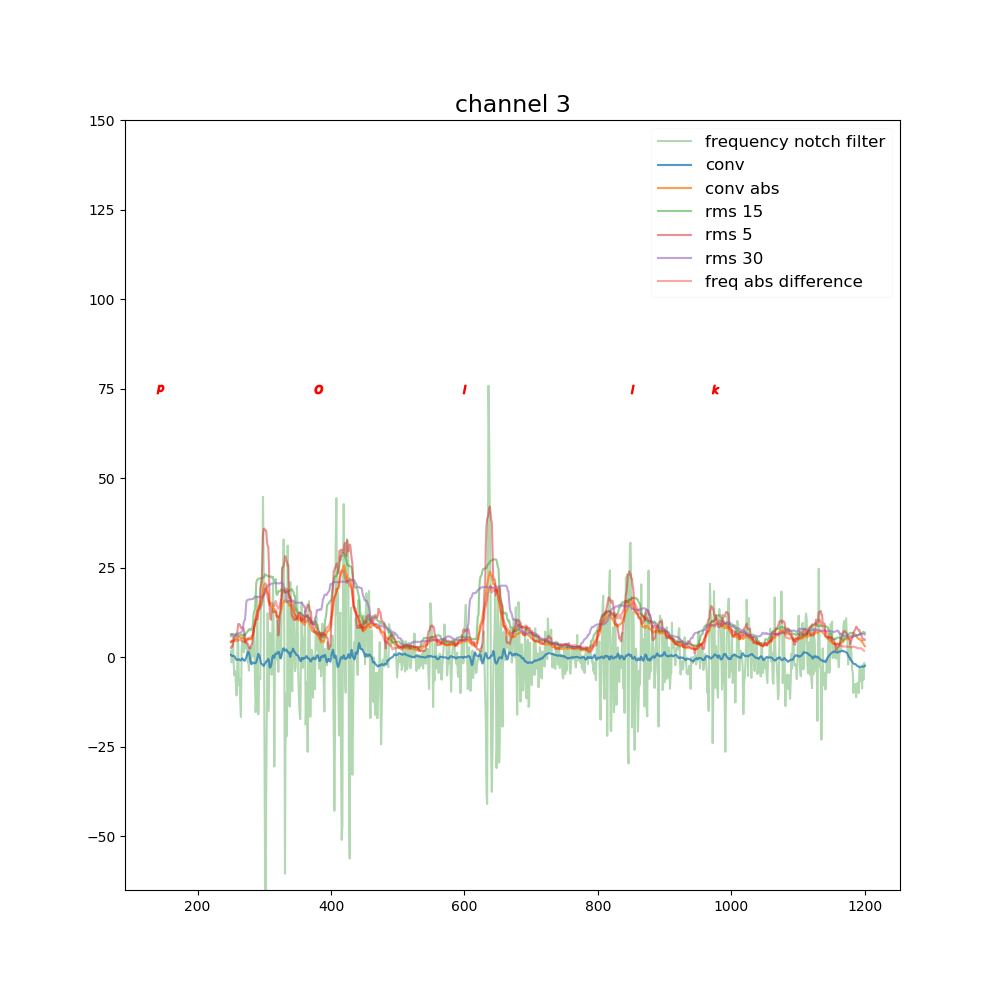 channel 3
150
frequency notch filter
conv
125
conv abs
rms 15
rms 5
rms 30
freq abs difference
100
75
p o l l k
50
25
0
−25
−50
200 400 600 800 1000 1200